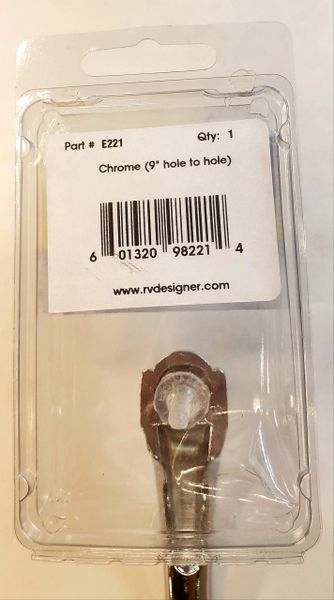 Part # E221 Qty: 1
Chrome (9" hole to hole)
6 01320 98221 4
www.rvdesigner.com